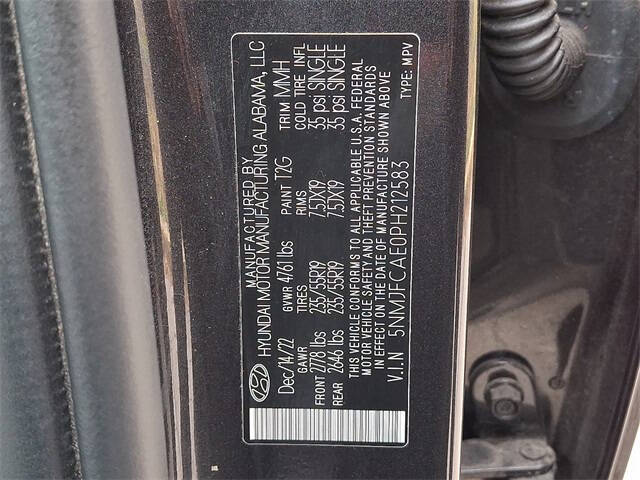 MANUFACTURED BY
HYUNDAI MOTOR MANUFACTURING ALABAMA, LLC
Dec/14/22 GVWR 4761 lbs PAINT T2G TRIM MMH
GAWR TIRES RIMS COLD TIRE INFL
FRONT 2778 lbs 235/55R19 7.5JX19 35 psi SINGLE
REAR 2646 lbs 235/55R19 7.5JX19 35 psi SINGLE
THIS VEHICLE CONFORMS TO ALL APPLICABLE U.S.A. FEDERAL
MOTOR VEHICLE SAFETY AND THEFT PREVENTION STANDARDS
IN EFFECT ON THE DATE OF MANUFACTURE SHOWN ABOVE
V.I.N 5NMJFCAE0PH212583 TYPE: MPV